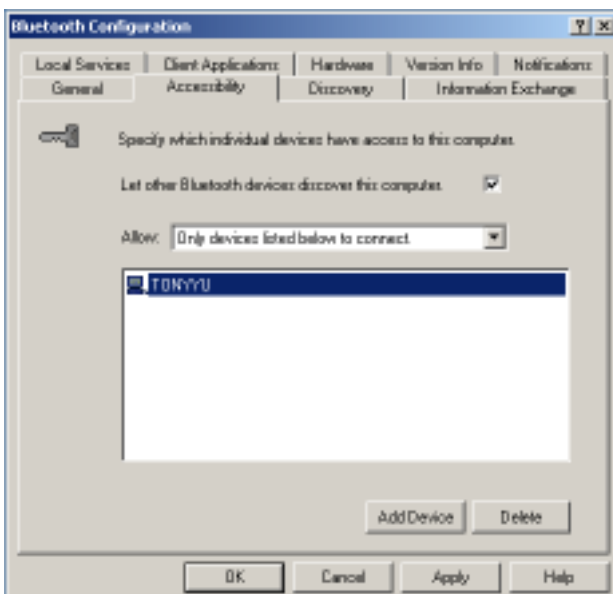 Bluetooth Configuration
Local Services Client Applications Hardware Version Info Notifications
General Accessibility Discovery Information Exchange
Specify which individual devices have access to this computer.
Let other Bluetooth devices discover this computer.
Allow: Only devices listed below to connect.
TONYYU
Add Device Delete
OK Cancel Apply Help